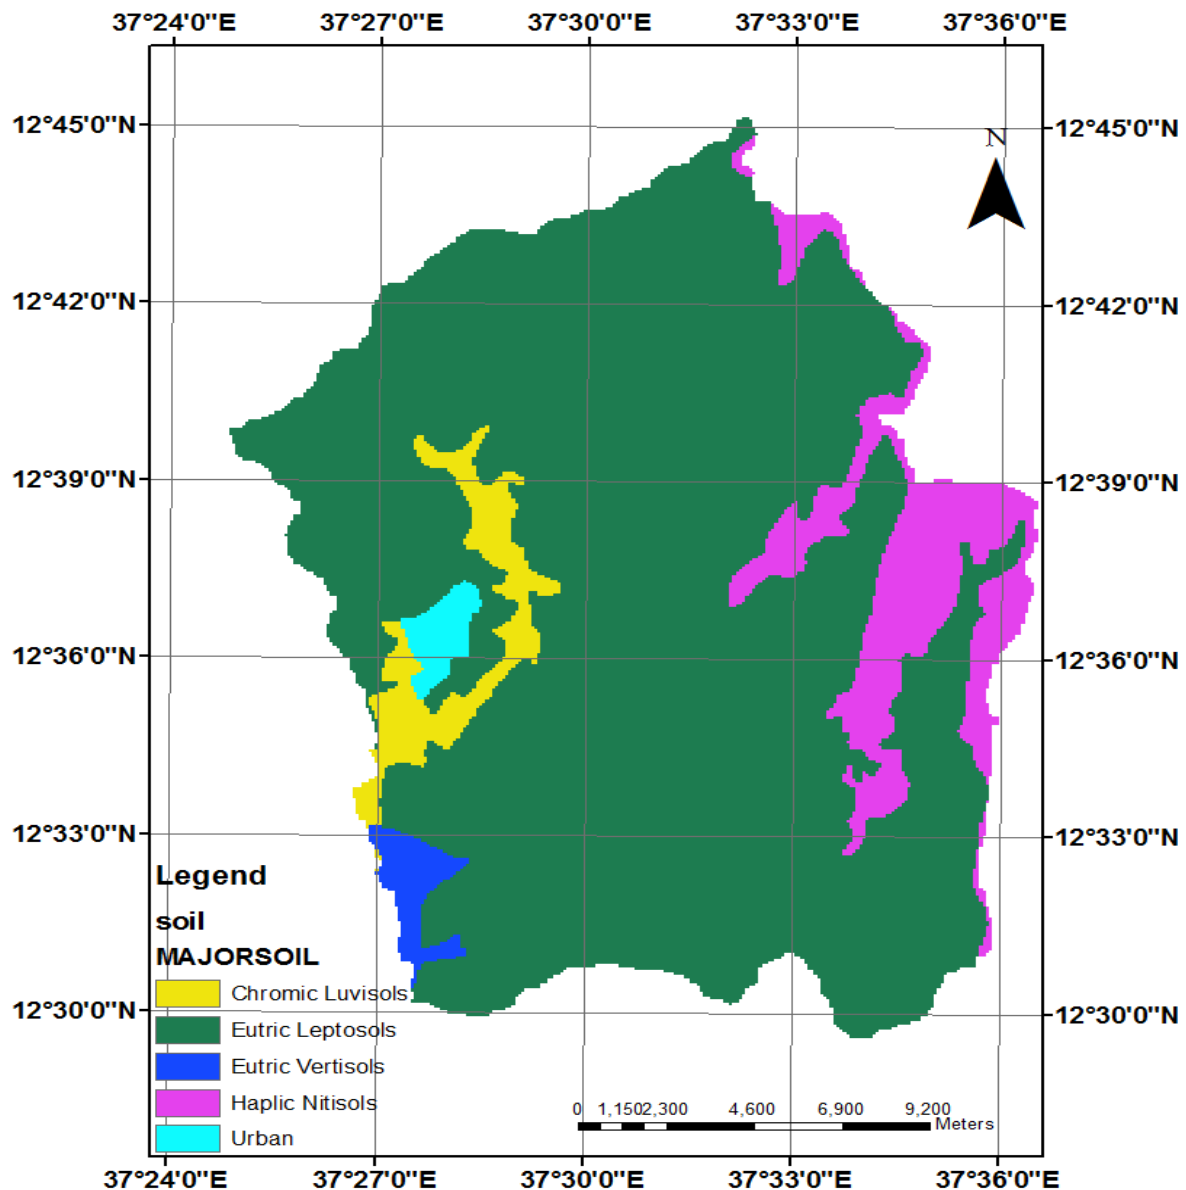 37°24'0"E 37°27'0"E 37°30'0"E 37°33'0"E 37°36'0"E
12°45'0"N 12°45'0"N
N
12°42'0"N 12°42'0"N
12°39'0"N 12°39'0"N
12°36'0"N 12°36'0"N
12°33'0"N 12°33'0"N
Legend
soil
MAJORSOIL
Chromic Luvisols
12°30'0"N 12°30'0"N
Eutric Leptosols
Eutric Vertisols
Haplic Nitisols
0 1,150 2,300 4,600 6,900 9,200
Meters
Urban
37°24'0"E 37°27'0"E 37°30'0"E 37°33'0"E 37°36'0"E